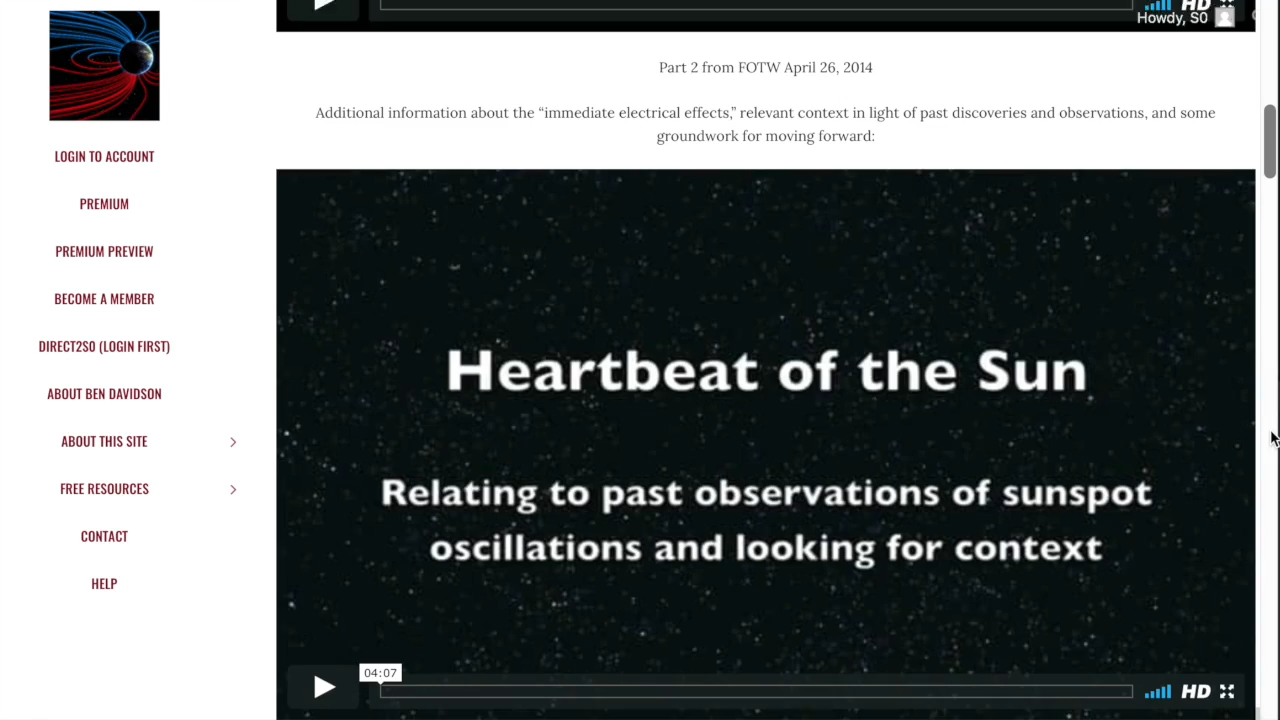 HD
Howdy, S0
Part 2 from FOTW April 26, 2014
Additional information about the “immediate electrical effects,” relevant context in light of past discoveries and observations, and some
groundwork for moving forward:
LOGIN TO ACCOUNT
PREMIUM
PREMIUM PREVIEW
BECOME A MEMBER
DIRECT2S0 (LOGIN FIRST)
ABOUT BEN DAVIDSON
ABOUT THIS SITE
FREE RESOURCES
CONTACT
HELP
Heartbeat of the Sun
Relating to past observations of sunspot
oscillations and looking for context
04:07
HD